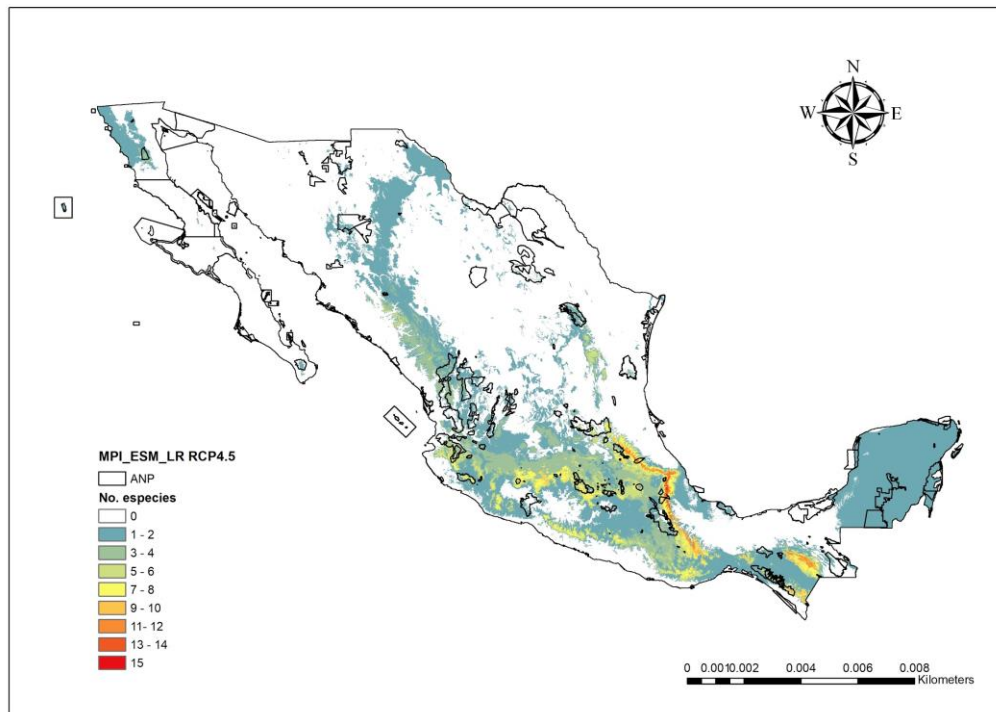 N
W E
S
MPI_ESM_LR RCP4.5
ANP
No. especies
0
1 - 2
3 - 4
5 - 6
7 - 8
9 - 10
11- 12
13 - 14
15
0 0.0010.002 0.004 0.006 0.008
Kilometers